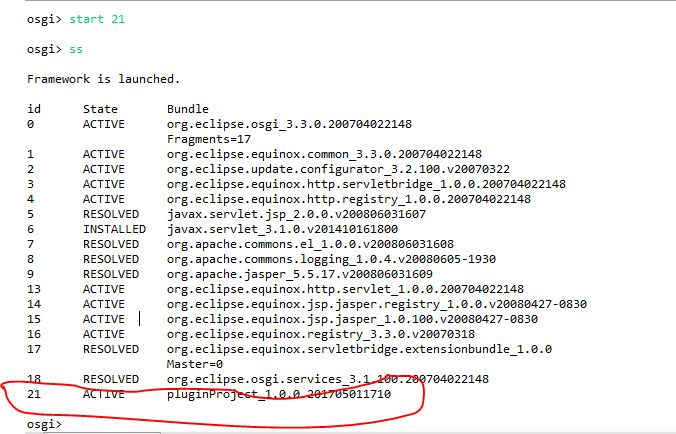 osgi> start 21
osgi> ss
Framework is launched.
id State Bundle
0 ACTIVE org.eclipse.osgi_3.3.0.200704022148
Fragments=17
1 ACTIVE org.eclipse.equinox.common_3.3.0.200704022148
2 ACTIVE org.eclipse.update.configurator_3.2.100.v20070322
3 ACTIVE org.eclipse.equinox.http.servletbridge_1.0.0.200704022148
4 ACTIVE org.eclipse.equinox.http.registry_1.0.0.200704022148
5 RESOLVED javax.servlet.jsp_2.0.0.v200806031607
6 INSTALLED javax.servlet_3.1.0.v201410161800
7 RESOLVED org.apache.commons.el_1.0.0.v200806031608
8 RESOLVED org.apache.commons.logging_1.0.4.v20080605-1930
9 RESOLVED org.apache.jasper_5.5.17.v200806031609
13 ACTIVE org.eclipse.equinox.http.servlet_1.0.0.200704022148
14 ACTIVE org.eclipse.equinox.jsp.jasper.registry_1.0.0.v20080427-0830
15 ACTIVE org.eclipse.equinox.jsp.jasper_1.0.100.v20080427-0830
16 ACTIVE org.eclipse.equinox.registry_3.3.0.v20070318
17 RESOLVED org.eclipse.equinox.servletbridge.extensionbundle_1.0.0
Master=0
18 RESOLVED org.eclipse.osgi.services_3.1.100.200704022148
21 ACTIVE pluginProject_1.0.0.201705011710
osgi>